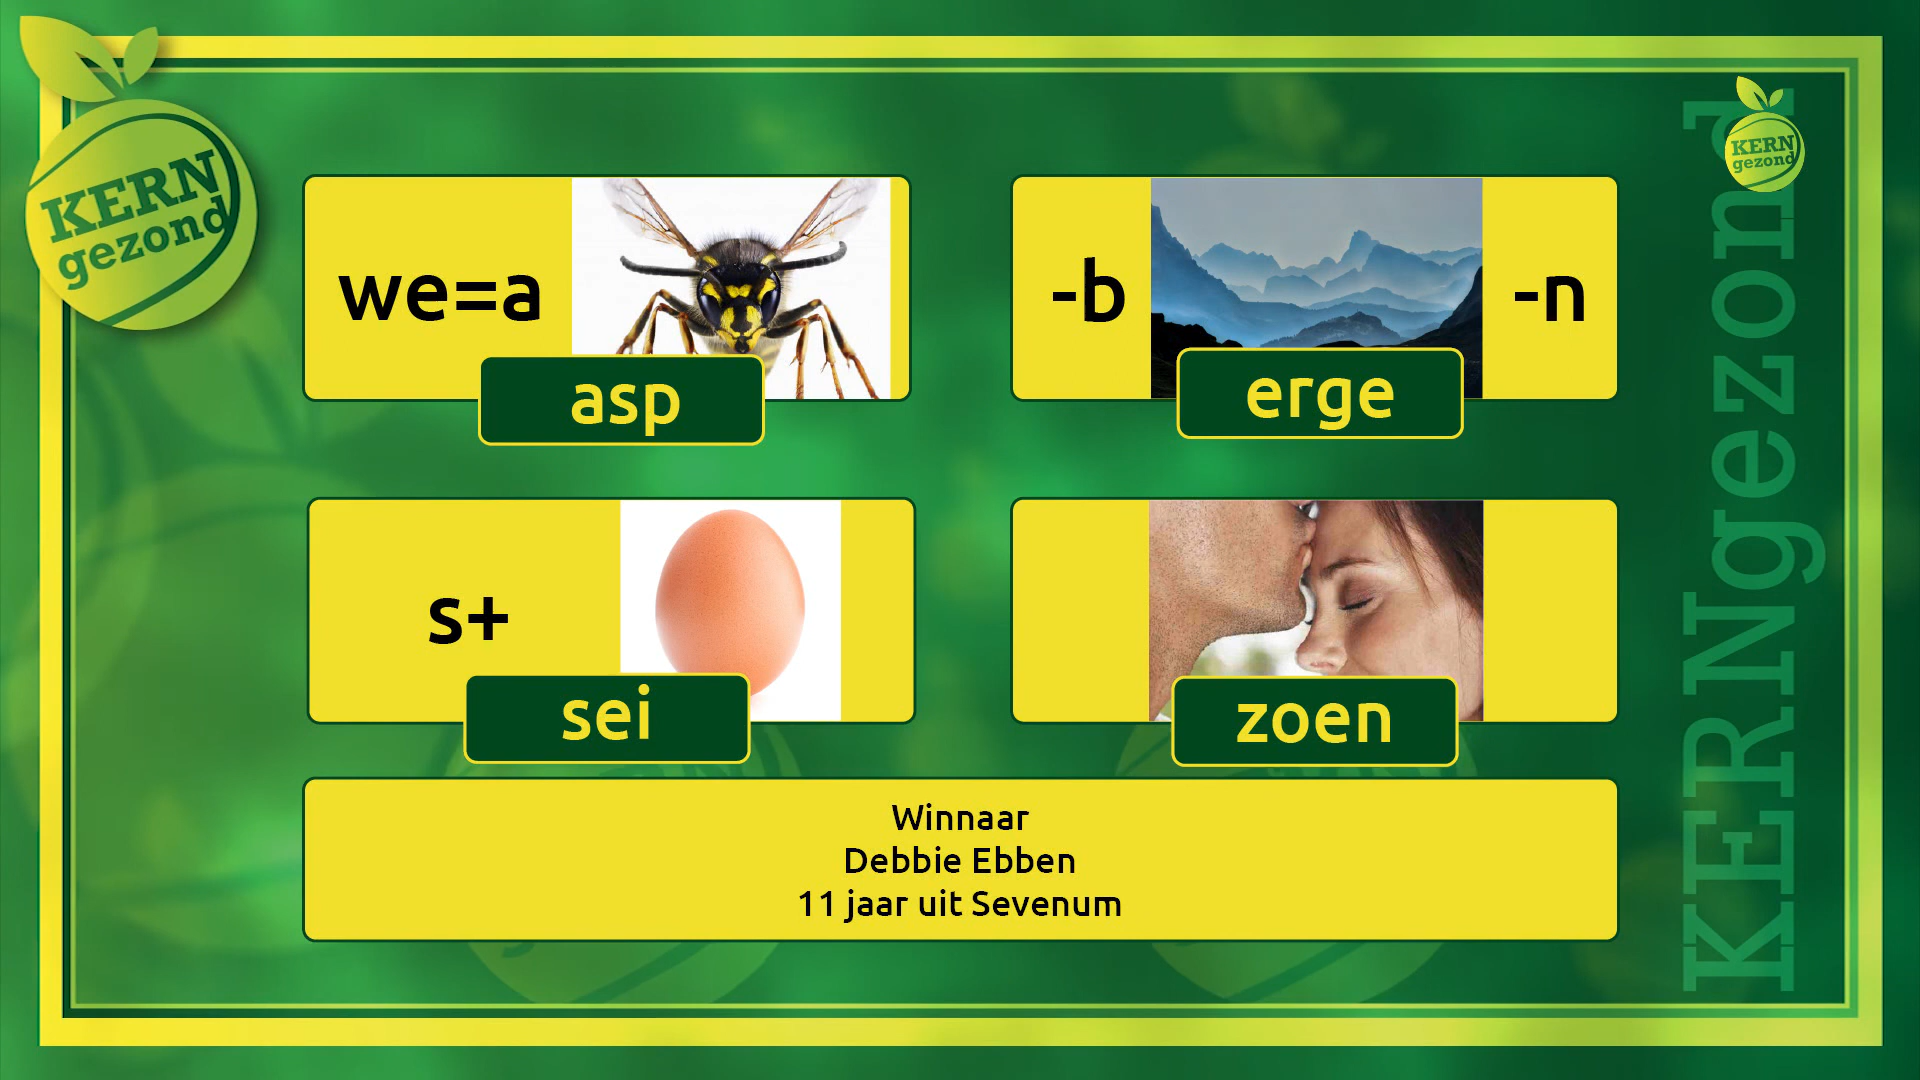 KERN
gezond
KERN
gezond
we=a
asp
-b
-n
erge
s+
sei
zoen
Winnaar
Debbie Ebben
11 jaar uit Sevenum
KERNgezond